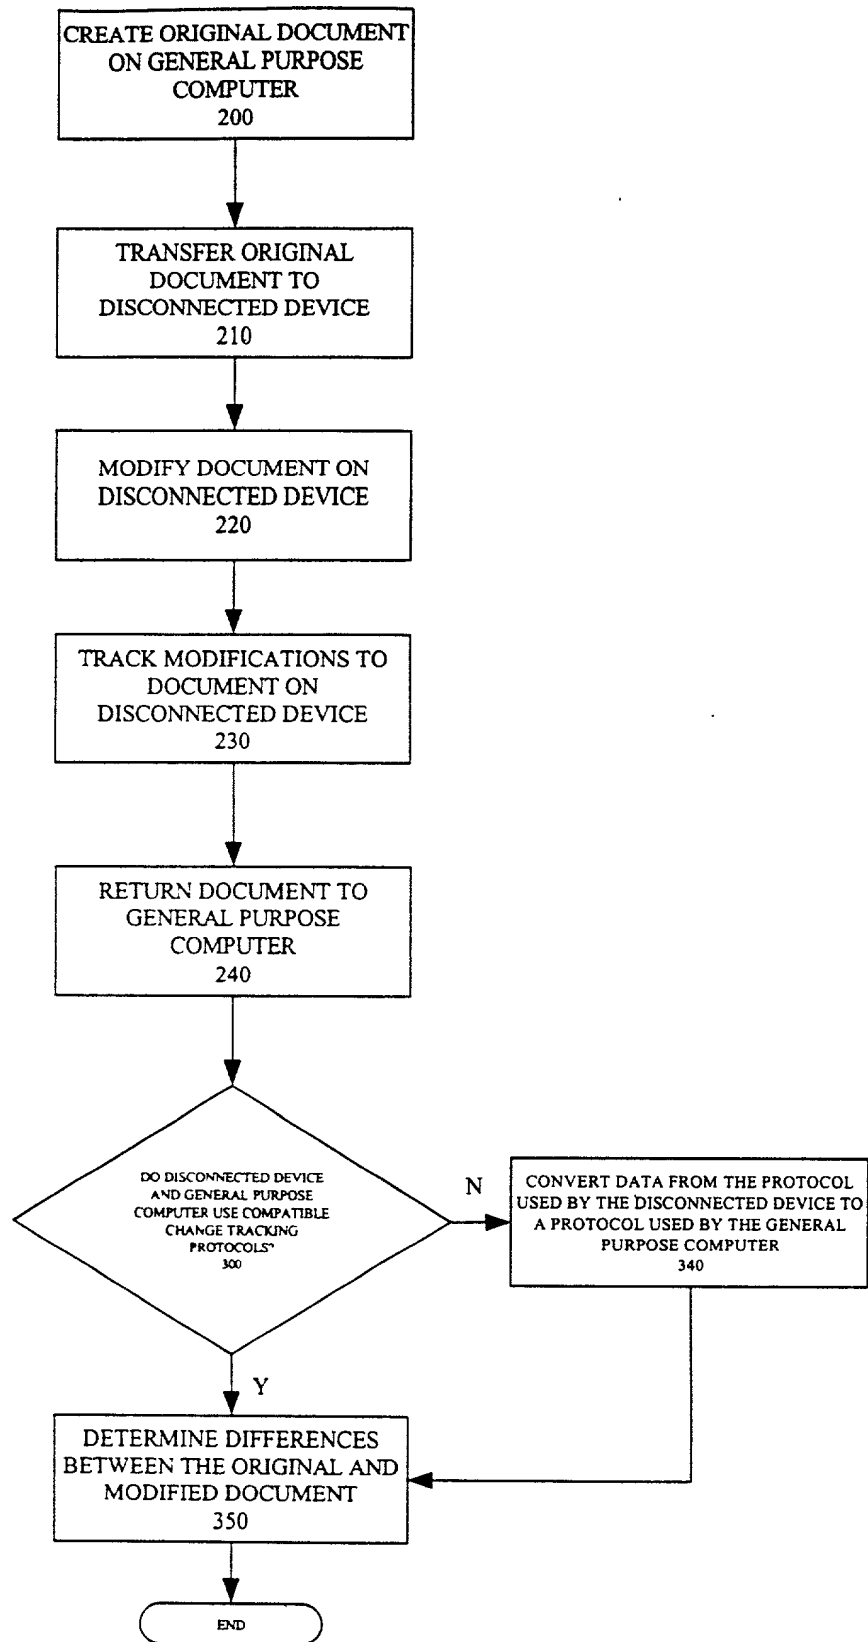 CREATE ORIGINAL DOCUMENT
ON GENERAL PURPOSE
COMPUTER
200
TRANSFER ORIGINAL
DOCUMENT TO
DISCONNECTED DEVICE
210
MODIFY DOCUMENT ON
DISCONNECTED DEVICE
220
TRACK MODIFICATIONS TO
DOCUMENT ON
DISCONNECTED DEVICE
230
RETURN DOCUMENT TO
GENERAL PURPOSE
COMPUTER
240
DO DISCONNECTED DEVICE
AND GENERAL PURPOSE
COMPUTER USE COMPATIBLE
CHANGE TRACKING
PROTOCOLS?
300
N
CONVERT DATA FROM THE PROTOCOL
USED BY THE DISCONNECTED DEVICE TO
A PROTOCOL USED BY THE GENERAL
PURPOSE COMPUTER
340
Y
DETERMINE DIFFERENCES
BETWEEN THE ORIGINAL AND
MODIFIED DOCUMENT
350
END